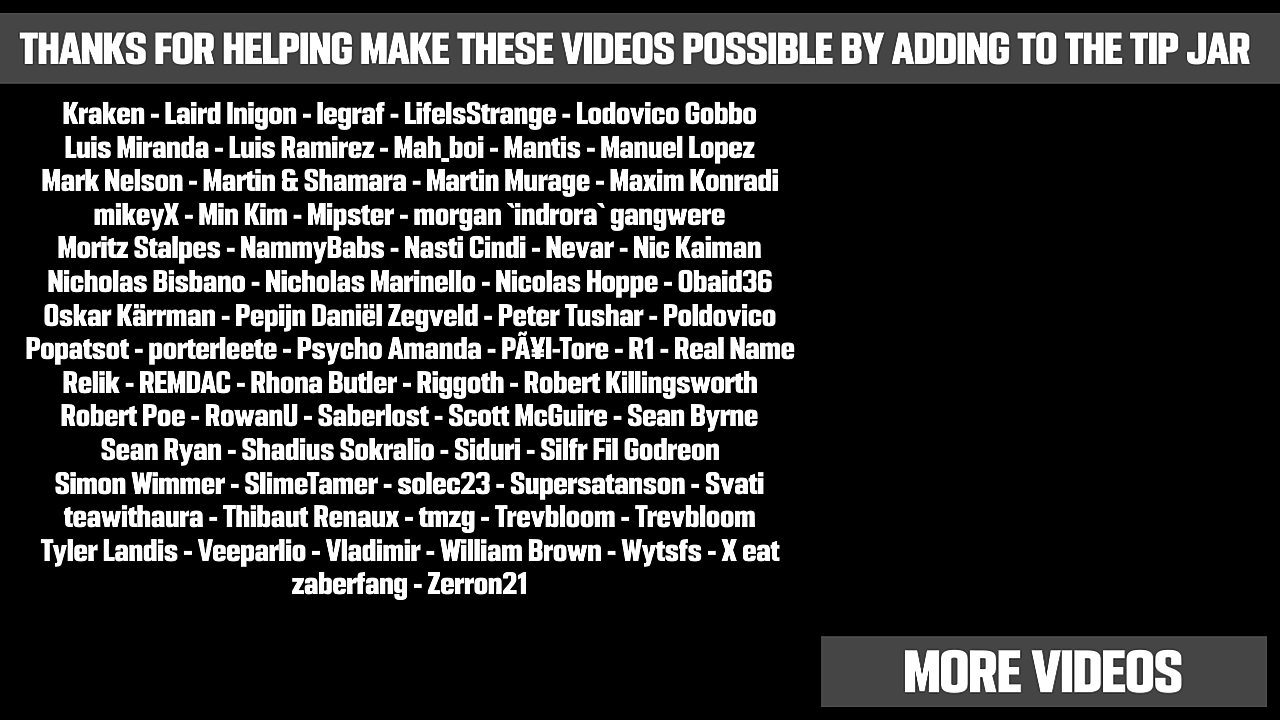 THANKS FOR HELPING MAKE THESE VIDEOS POSSIBLE BY ADDING TO THE TIP JAR
Kraken - Laird Inigon - legraf - LifeIsStrange - Lodovico Gobbo
Luis Miranda - Luis Ramirez - Mah_boi - Mantis - Manuel Lopez
Mark Nelson - Martin & Shamara - Martin Murage - Maxim Konradi
mikeyX - Min Kim - Mipster - morgan `indrora` gangwere
Moritz Stalpes - NammyBabs - Nasti Cindi - Nevar - Nic Kaiman
Nicholas Bisbano - Nicholas Marinello - Nicolas Hoppe - Obaid36
Oskar Kärrman - Pepijn Daniël Zegveld - Peter Tushar - Poldovico
Popatsot - porterleete - Psycho Amanda - PÃ¥l-Tore - R1 - Real Name
Relik - REMDAC - Rhona Butler - Riggoth - Robert Killingsworth
Robert Poe - RowanU - Saberlost - Scott McGuire - Sean Byrne
Sean Ryan - Shadius Sokralio - Siduri - Silfr Fil Godreon
Simon Wimmer - SlimeTamer - solec23 - Supersatanson - Svati
teawithaura - Thibaut Renaux - tmzg - Trevbloom - Trevbloom
Tyler Landis - Veeparlio - Vladimir - William Brown - Wytsfs - X eat
zaberfang - Zerron21
MORE VIDEOS